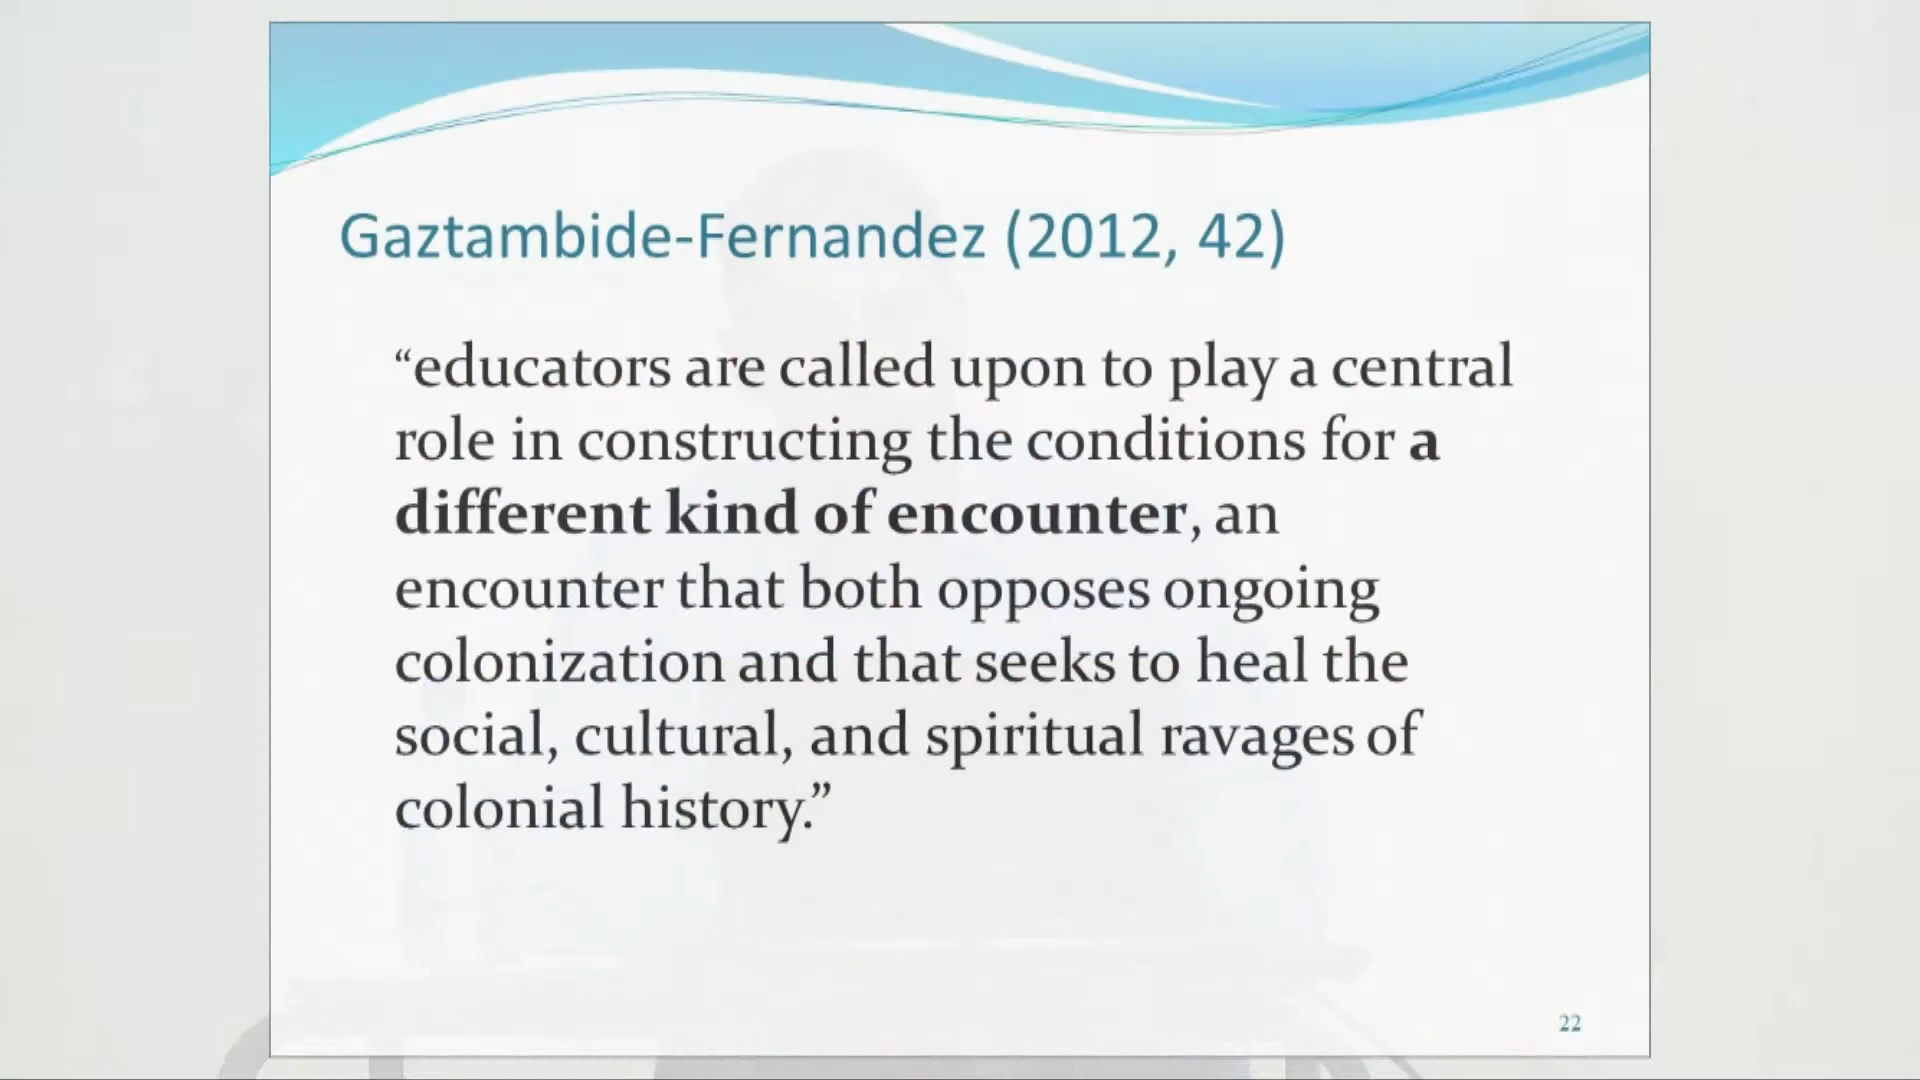 Gaztambide-Fernandez (2012, 42)
“educators are called upon to play a central
role in constructing the conditions for a
different kind of encounter, an
encounter that both opposes ongoing
colonization and that seeks to heal the
social, cultural, and spiritual ravages of
colonial history.”
22